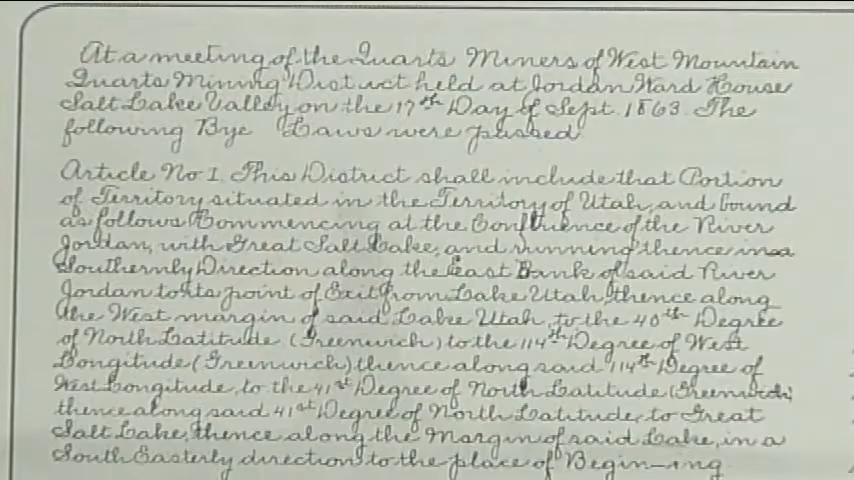 At a meeting of the Quarts Miners of West Mountain
Quarts Mining District held at Jordan Ward House
Salt Lake Valley on the 17th Day of Sept. 1863. The
following Bye Laws were passed
Article No 1. This District shall include that Portion
of Territory situated in the Territory of Utah, and bound
as follows Commencing at the Confluence of the River
Jordan, with Great Salt Lake, and running thence in a
Southernly Direction along the East Bank of said River
Jordan to its point of Exit from Lake Utah, thence along
the West margin of said Lake Utah, to the 40th Degree
of North Latitude (Greenwich) to the 114th Degree of West
Longitude (Greenwich) thence along said 114th Degree of
West Longitude, to the 41st Degree of North Latitude (Greenwich)
thence along said 41st Degree of North Latitude, to Great
Salt Lake, thence along the Margin of said Lake, in a
South Easterly direction to the place of Begin-ing